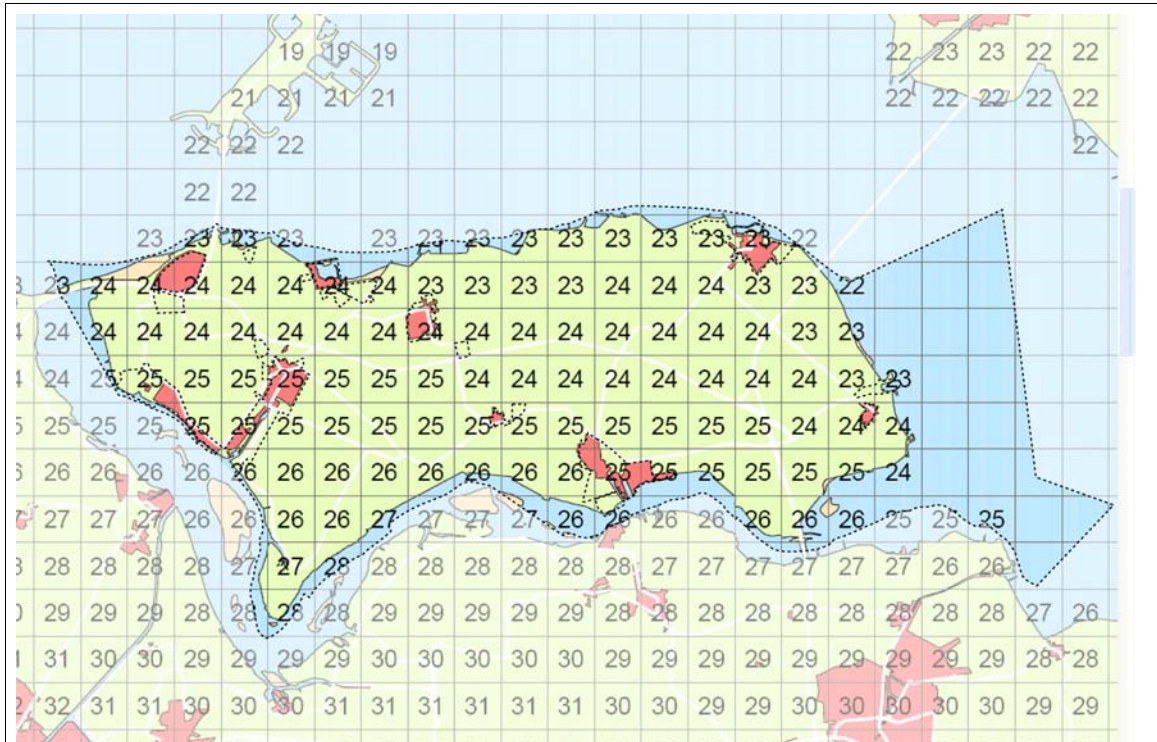 19 19 19 22 23 23 22 22
21 21 21 21 22 22 22 22 22
22 22 22 22
22 22
23 23 23 23 23 23 23 23 23 23 23 23 23 22
23 24 24 24 24 24 24 24 23 23 23 23 24 24 24 23 23 22
24 24 24 24 24 24 24 24 24 24 24 24 24 24 24 24 23 23
24 25 25 25 25 25 25 25 25 24 24 24 24 24 24 24 24 23 23
25 25 25 25 25 25 25 25 25 25 25 25 25 25 25 25 24 24 24
26 26 26 26 26 26 26 26 26 26 26 26 25 25 25 25 25 25 24
27 27 27 26 26 26 26 27 27 27 27 26 26 26 26 26 26 26 25 25 25
28 28 28 28 27 27 28 28 28 28 28 28 28 27 27 27 27 27 27 26 26
29 29 29 28 28 28 28 29 29 29 29 29 28 28 28 28 28 28 28 28 28 27 26
31 30 30 29 29 29 29 30 30 30 30 30 29 29 29 29 29 29 29 29 29 28 28
32 31 31 30 30 30 31 31 31 31 31 31 30 30 29 29 30 30 30 30 30 29 29